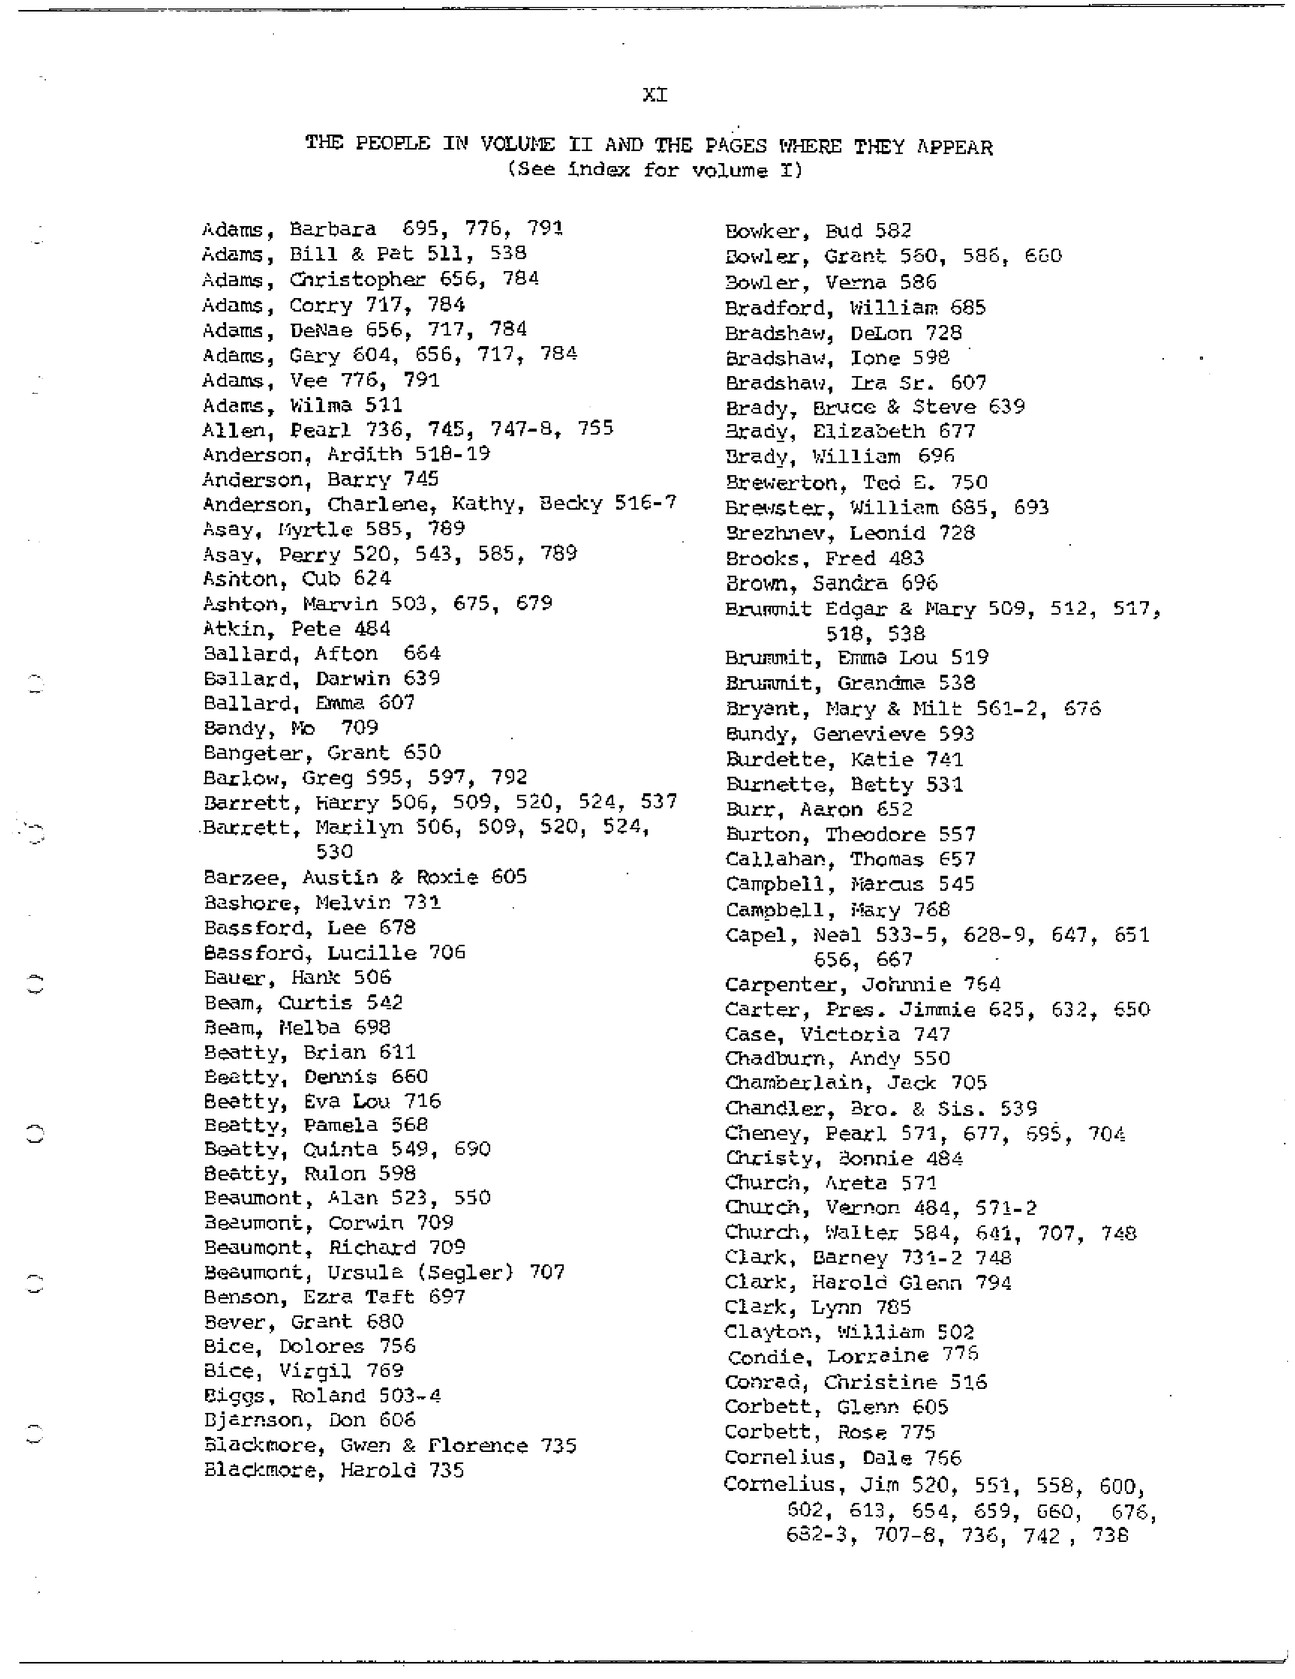 XI
THE PEOPLE IN VOLUME II AND THE PAGES WHERE THEY APPEAR
(See index for volume I)
Adams, Barbara 695, 776, 791
Adams, Bill & Pat 511, 538
Adams, Christopher 656, 784
Adams, Corry 717, 784
Adams, DeNae 656, 717, 784
Adams, Gary 604, 656, 717, 784
Adams, Vee 776, 791
Adams, Wilma 511
Allen, Pearl 736, 745, 747-8, 755
Anderson, Ardith 518-19
Anderson, Barry 745
Anderson, Charlene, Kathy, Becky 516-7
Asay, Myrtle 585, 789
Asay, Perry 520, 543, 585, 789
Ashton, Cub 624
Ashton, Marvin 503, 675, 679
Atkin, Pete 484
Ballard, Afton 664
Ballard, Darwin 639
Ballard, Emma 607
Bandy, Mo 709
Bangeter, Grant 650
Barlow, Greg 595, 597, 792
Barrett, Harry 506, 509, 520, 524, 537
Barrett, Marilyn 506, 509, 520, 524,
530
Barzee, Austin & Roxie 605
Bashore, Melvin 731
Bassford, Lee 678
Bassford, Lucille 706
Bauer, Hank 506
Beam, Curtis 542
Beam, Melba 698
Beatty, Brian 611
Beatty, Dennis 660
Beatty, Eva Lou 716
Beatty, Pamela 568
Beatty, Quinta 549, 690
Beatty, Rulon 598
Beaumont, Alan 523, 550
Beaumont, Corwin 709
Beaumont, Richard 709
Beaumont, Ursula (Segler) 707
Benson, Ezra Taft 697
Bever, Grant 680
Bice, Dolores 756
Bice, Virgil 769
Biggs, Roland 503-4
Bjarnson, Don 606
Blackmore, Gwen & Florence 735
Blackmore, Harold 735
Bowker, Bud 582
Bowler, Grant 560, 586, 660
Bowler, Verna 586
Bradford, William 685
Bradshaw, DeLon 728
Bradshaw, Ione 598
Bradshaw, Ira Sr. 607
Brady, Bruce & Steve 639
Brady, Elizabeth 677
Brady, William 696
Brewerton, Ted E. 750
Brewster, William 685, 693
Brezhnev, Leonid 728
Brooks, Fred 483
Brown, Sandra 696
Brummit Edgar & Mary 509, 512, 517,
518, 538
Brummit, Emma Lou 519
Brummit, Grandma 538
Bryant, Mary & Milt 561-2, 676
Bundy, Genevieve 593
Burdette, Katie 741
Burnette, Betty 531
Burr, Aaron 652
Burton, Theodore 557
Callahan, Thomas 657
Campbell, Marcus 545
Campbell, Mary 768
Capel, Neal 533-5, 628-9, 647, 651
656, 667
Carpenter, Johnnie 764
Carter, Pres. Jimmie 625, 632, 650
Case, Victoria 747
Chadburn, Andy 550
Chamberlain, Jack 705
Chandler, Bro. & Sis. 539
Cheney, Pearl 571, 677, 695, 704
Christy, Bonnie 484
Church, Areta 571
Church, Vernon 484, 571-2
Church, Walter 584, 641, 707, 748
Clark, Barney 731-2 748
Clark, Harold Glenn 794
Clark, Lynn 785
Clayton, William 502
Condie, Lorraine 776
Conrad, Christine 516
Corbett, Glenn 605
Corbett, Rose 775
Cornelius, Dale 766
Cornelius, Jim 520, 551, 558, 600,
602, 613, 654, 659, 660, 676,
682-3, 707-8, 736, 742 , 738